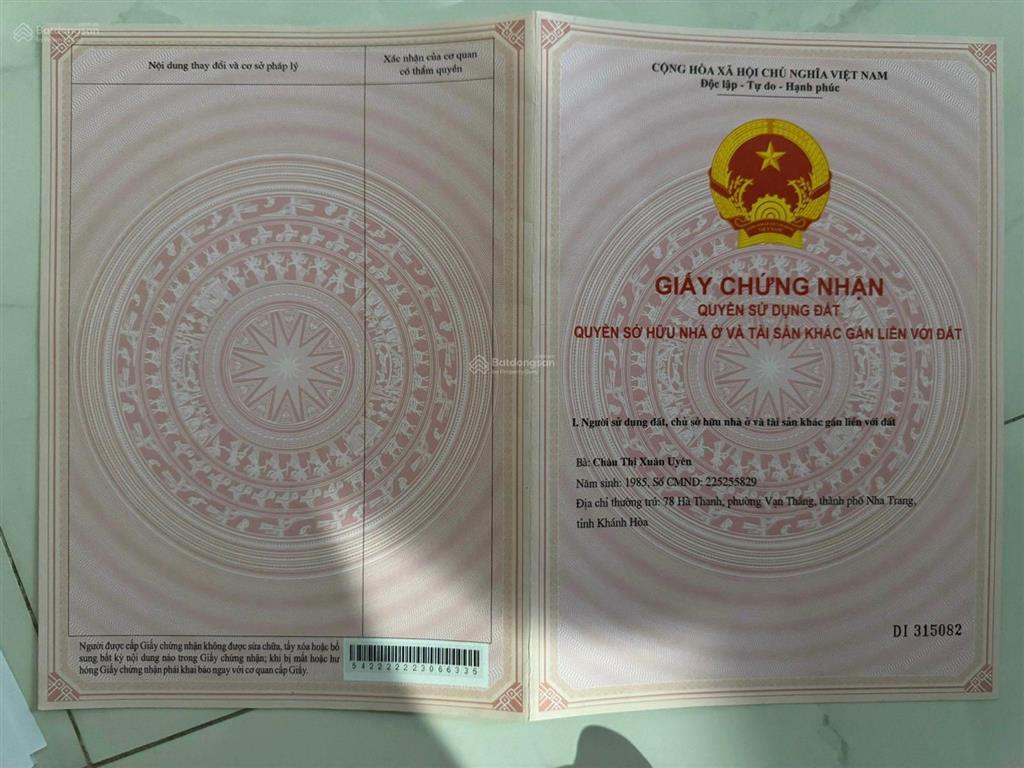 Batdongsan
Nội dung thay đổi và cơ sở pháp lý
Xác nhận của cơ quan
có thẩm quyền
Người được cấp Giấy chứng nhận không được sửa chữa, tẩy xóa hoặc bổ
sung bất kỳ nội dung nào trong Giấy chứng nhận; khi bị mất hoặc hư
hỏng Giấy chứng nhận phải khai báo ngay với cơ quan cấp Giấy.
542222223066335
CỘNG HÒA XÃ HỘI CHỦ NGHĨA VIỆT NAM
Độc lập - Tự do - Hạnh phúc
VIỆT NAM
GIẤY CHỨNG NHẬN
QUYỀN SỬ DỤNG ĐẤT
QUYỀN SỞ HỮU NHÀ Ở VÀ TÀI SẢN KHÁC GẮN LIỀN VỚI ĐẤT
Batdongsan
I. Người sử dụng đất, chủ sở hữu nhà ở và tài sản khác gắn liền với đất
Bà: Châu Thị Xuân Uyên
Năm sinh: 1985, Số CMND: 225255829
Địa chỉ thường trú: 78 Hà Thanh, phường Vạn Thắng, thành phố Nha Trang,
tỉnh Khánh Hòa
DI 315082
Batdongsan